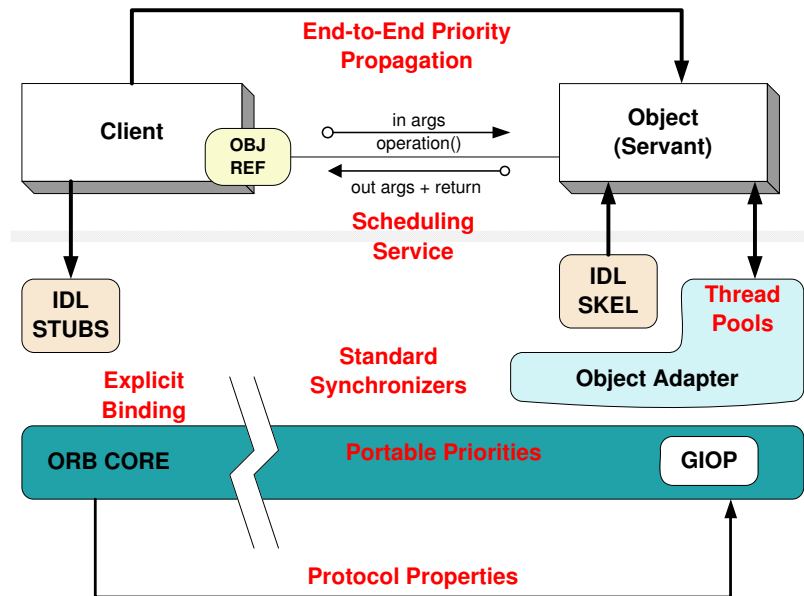 End-to-End Priority
Propagation
Client
OBJ
REF
in args
operation()
out args + return
Object
(Servant)
Scheduling
Service
IDL
STUBS
IDL
SKEL
Thread
Pools
Object Adapter
Standard
Synchronizers
Explicit
Binding
ORB CORE
Portable Priorities
GIOP
Protocol Properties